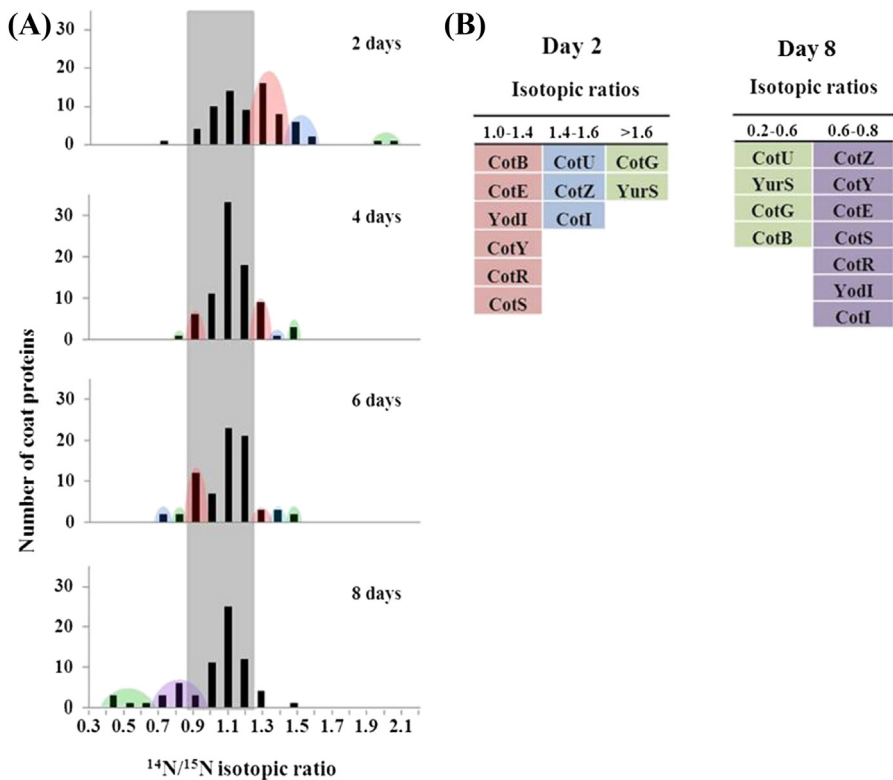 (A)
Number of coat proteins
30
20
10
0
2 days
30
20
10
0
4 days
30
20
10
0
6 days
30
20
10
0
8 days
0.3 0.5 0.7 0.9 1.1 1.3 1.5 1.7 1.9 2.1
¹⁴N/¹⁵N isotopic ratio
(B)
Day 2
Isotopic ratios
1.0-1.4 1.4-1.6 >1.6
CotB CotU CotG
CotE CotZ YurS
YodI CotI
CotY
CotR
CotS
Day 8
Isotopic ratios
0.2-0.6 0.6-0.8
CotU CotZ
YurS CotY
CotG CotE
CotB CotS
CotR
YodI
CotI